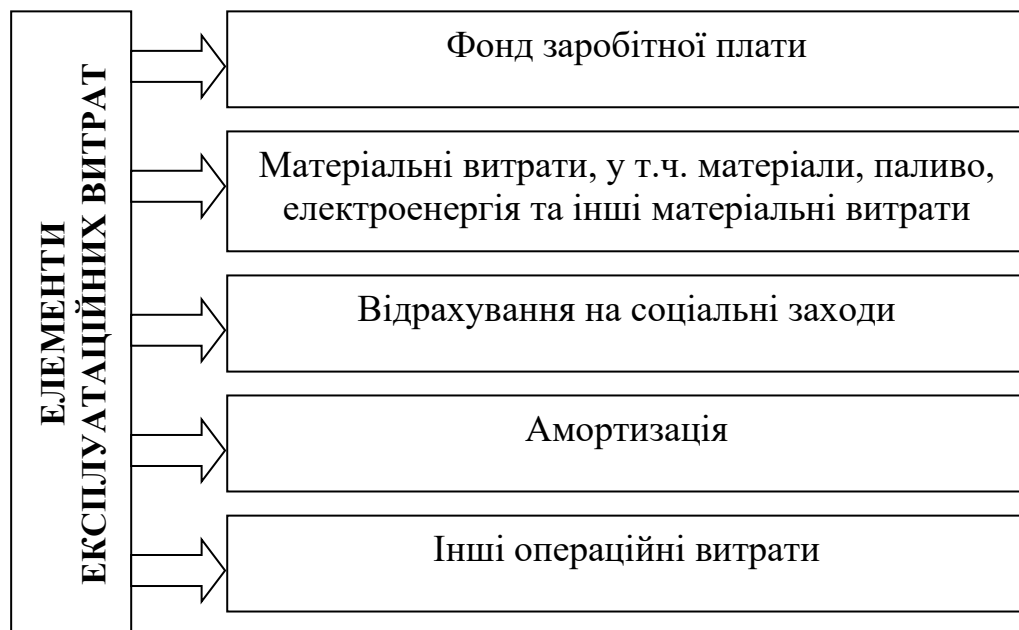 ЕЛЕМЕНТИ
ЕКСПЛУАТАЦІЙНИХ ВИТРАТ
Фонд заробітної плати
Матеріальні витрати, у т.ч. матеріали, паливо,
електроенергія та інші матеріальні витрати
Відрахування на соціальні заходи
Амортизація
Інші операційні витрати